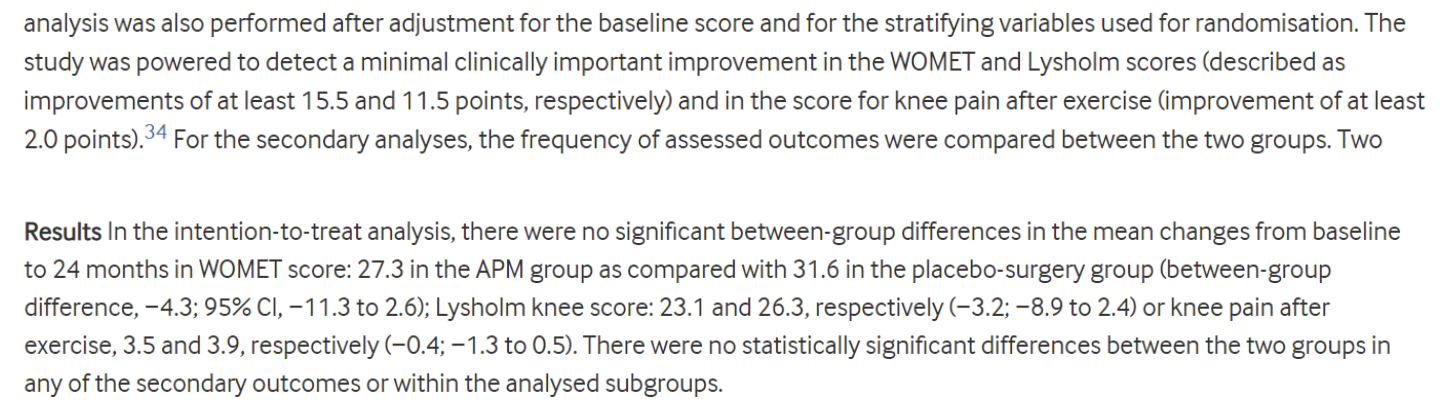 analysis was also performed after adjustment for the baseline score and for the stratifying variables used for randomisation. The
study was powered to detect a minimal clinically important improvement in the WOMET and Lysholm scores (described as
improvements of at least 15.5 and 11.5 points, respectively) and in the score for knee pain after exercise (improvement of at least
2.0 points).34 For the secondary analyses, the frequency of assessed outcomes were compared between the two groups. Two
Results In the intention-to-treat analysis, there were no significant between-group differences in the mean changes from baseline
to 24 months in WOMET score: 27.3 in the APM group as compared with 31.6 in the placebo-surgery group (between-group
difference, −4.3; 95% CI, −11.3 to 2.6); Lysholm knee score: 23.1 and 26.3, respectively (−3.2; −8.9 to 2.4) or knee pain after
exercise, 3.5 and 3.9, respectively (−0.4; −1.3 to 0.5). There were no statistically significant differences between the two groups in
any of the secondary outcomes or within the analysed subgroups.